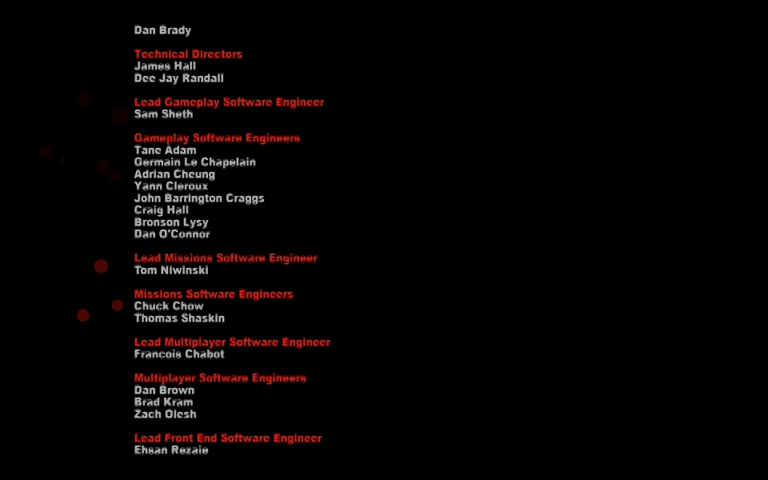 Dan Brady
Technical Directors
James Hall
Dee Jay Randall
Lead Gameplay Software Engineer
Sam Sheth
Gameplay Software Engineers
Tane Adam
Germain Le Chapelain
Adrian Cheung
Yann Cleroux
John Barrington Craggs
Craig Hall
Bronson Lysy
Dan O'Connor
Lead Missions Software Engineer
Tom Niwinski
Missions Software Engineers
Chuck Chow
Thomas Shaskin
Lead Multiplayer Software Engineer
Francois Chabot
Multiplayer Software Engineers
Dan Brown
Brad Kram
Zach Olesh
Lead Front End Software Engineer
Ehsan Rezaie